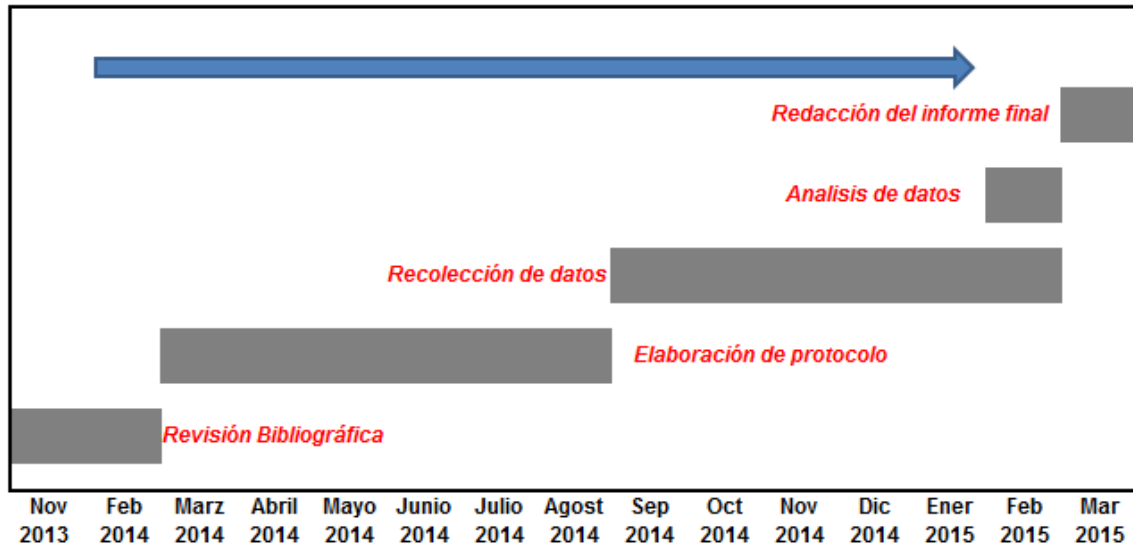 Redacción del informe final
Analisis de datos
Recolección de datos
Elaboración de protocolo
Revisión Bibliográfica
Nov Feb Marz Abril Mayo Junio Julio Agost Sep Oct Nov Dic Ener Feb Mar
2013 2014 2014 2014 2014 2014 2014 2014 2014 2014 2014 2014 2015 2015 2015